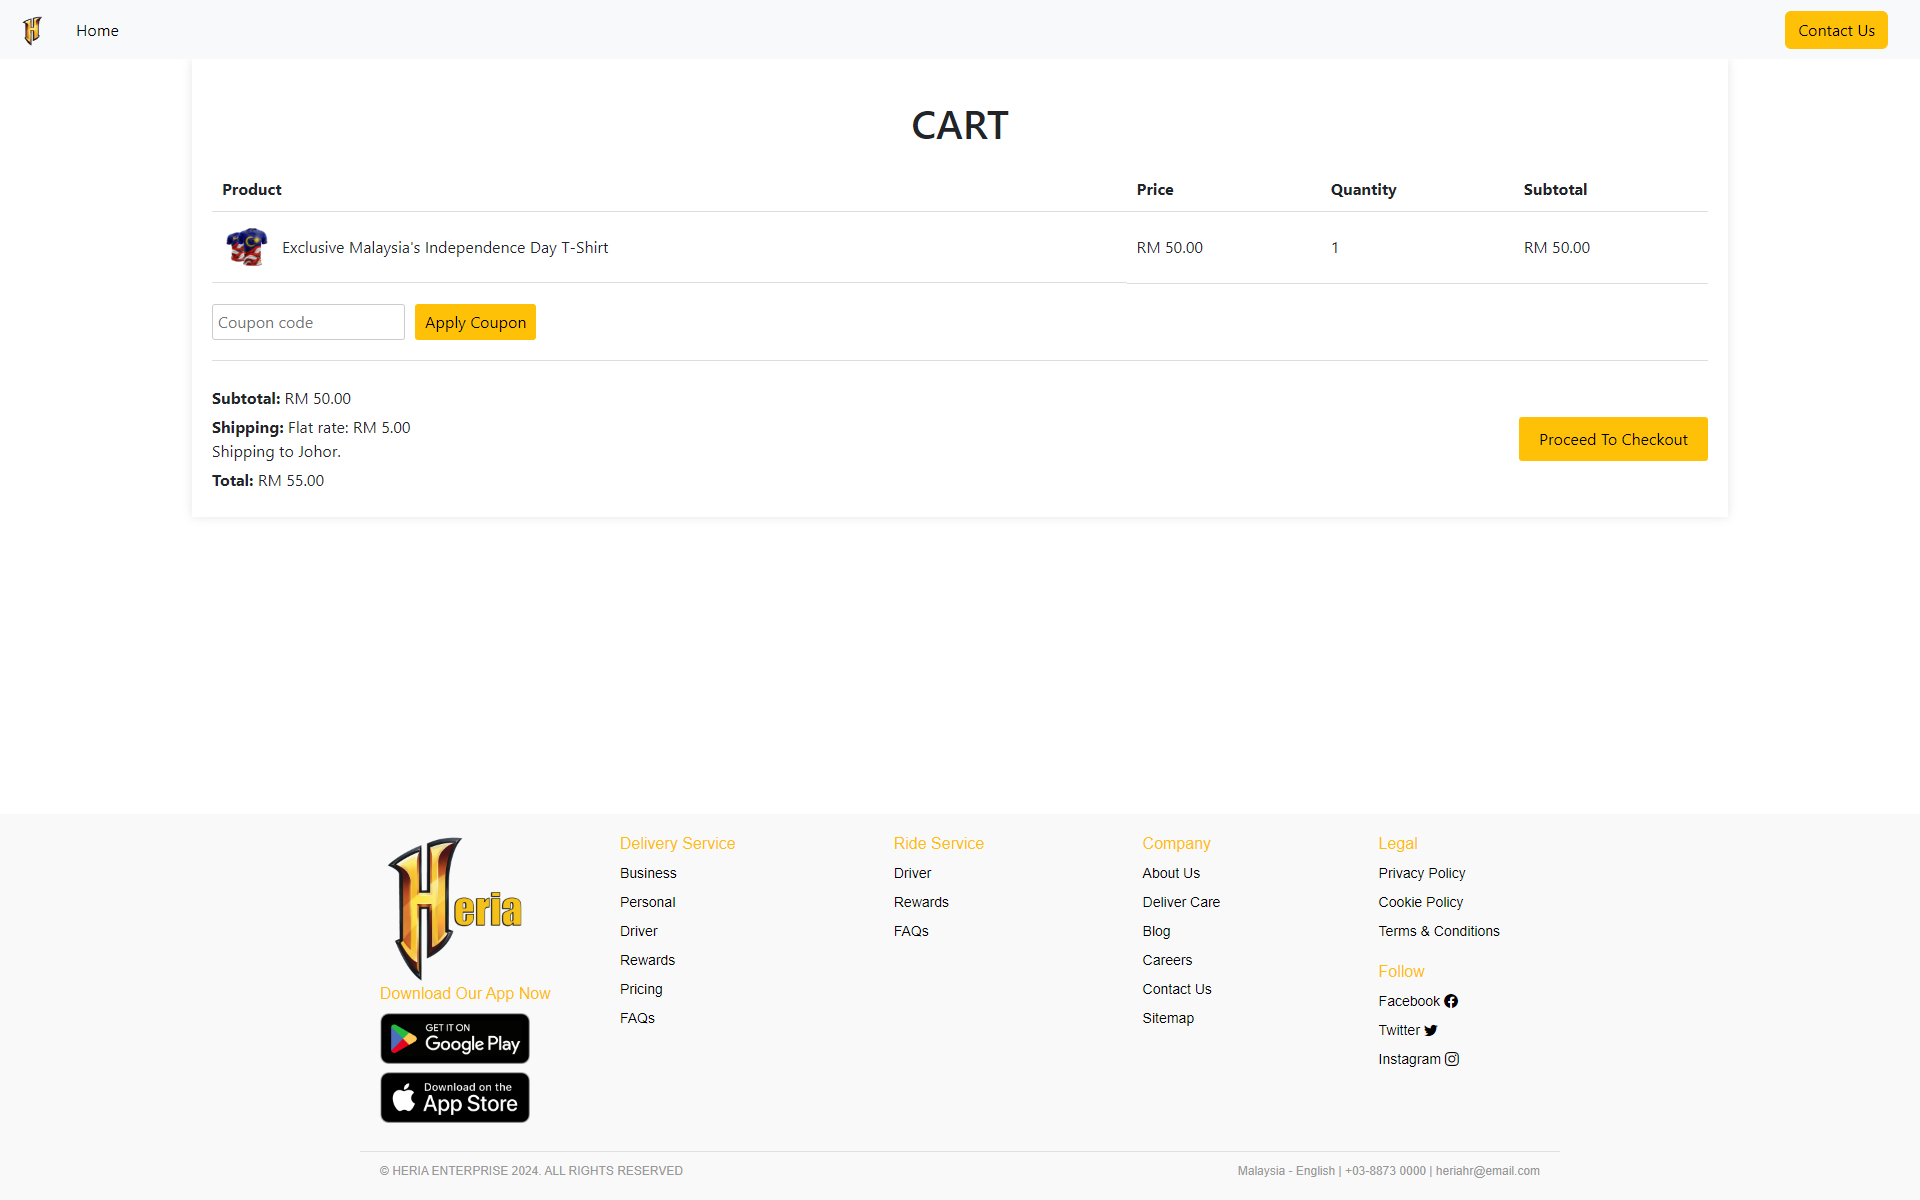 H Home Contact Us
CART
Product Price Quantity Subtotal
Exclusive Malaysia's Independence Day T-Shirt RM 50.00 1 RM 50.00
Coupon code Apply Coupon
Subtotal: RM 50.00
Shipping: Flat rate: RM 5.00
Shipping to Johor.
Total: RM 55.00
Proceed To Checkout
Heria
Download Our App Now
GET IT ON
Google Play
Download on the
App Store
Delivery Service
Business
Personal
Driver
Rewards
Pricing
FAQs
Ride Service
Driver
Rewards
FAQs
Company
About Us
Deliver Care
Blog
Careers
Contact Us
Sitemap
Legal
Privacy Policy
Cookie Policy
Terms & Conditions
Follow
Facebook
Twitter
Instagram
© HERIA ENTERPRISE 2024. ALL RIGHTS RESERVED
Malaysia - English | +03-8873 0000 | heriahr@email.com